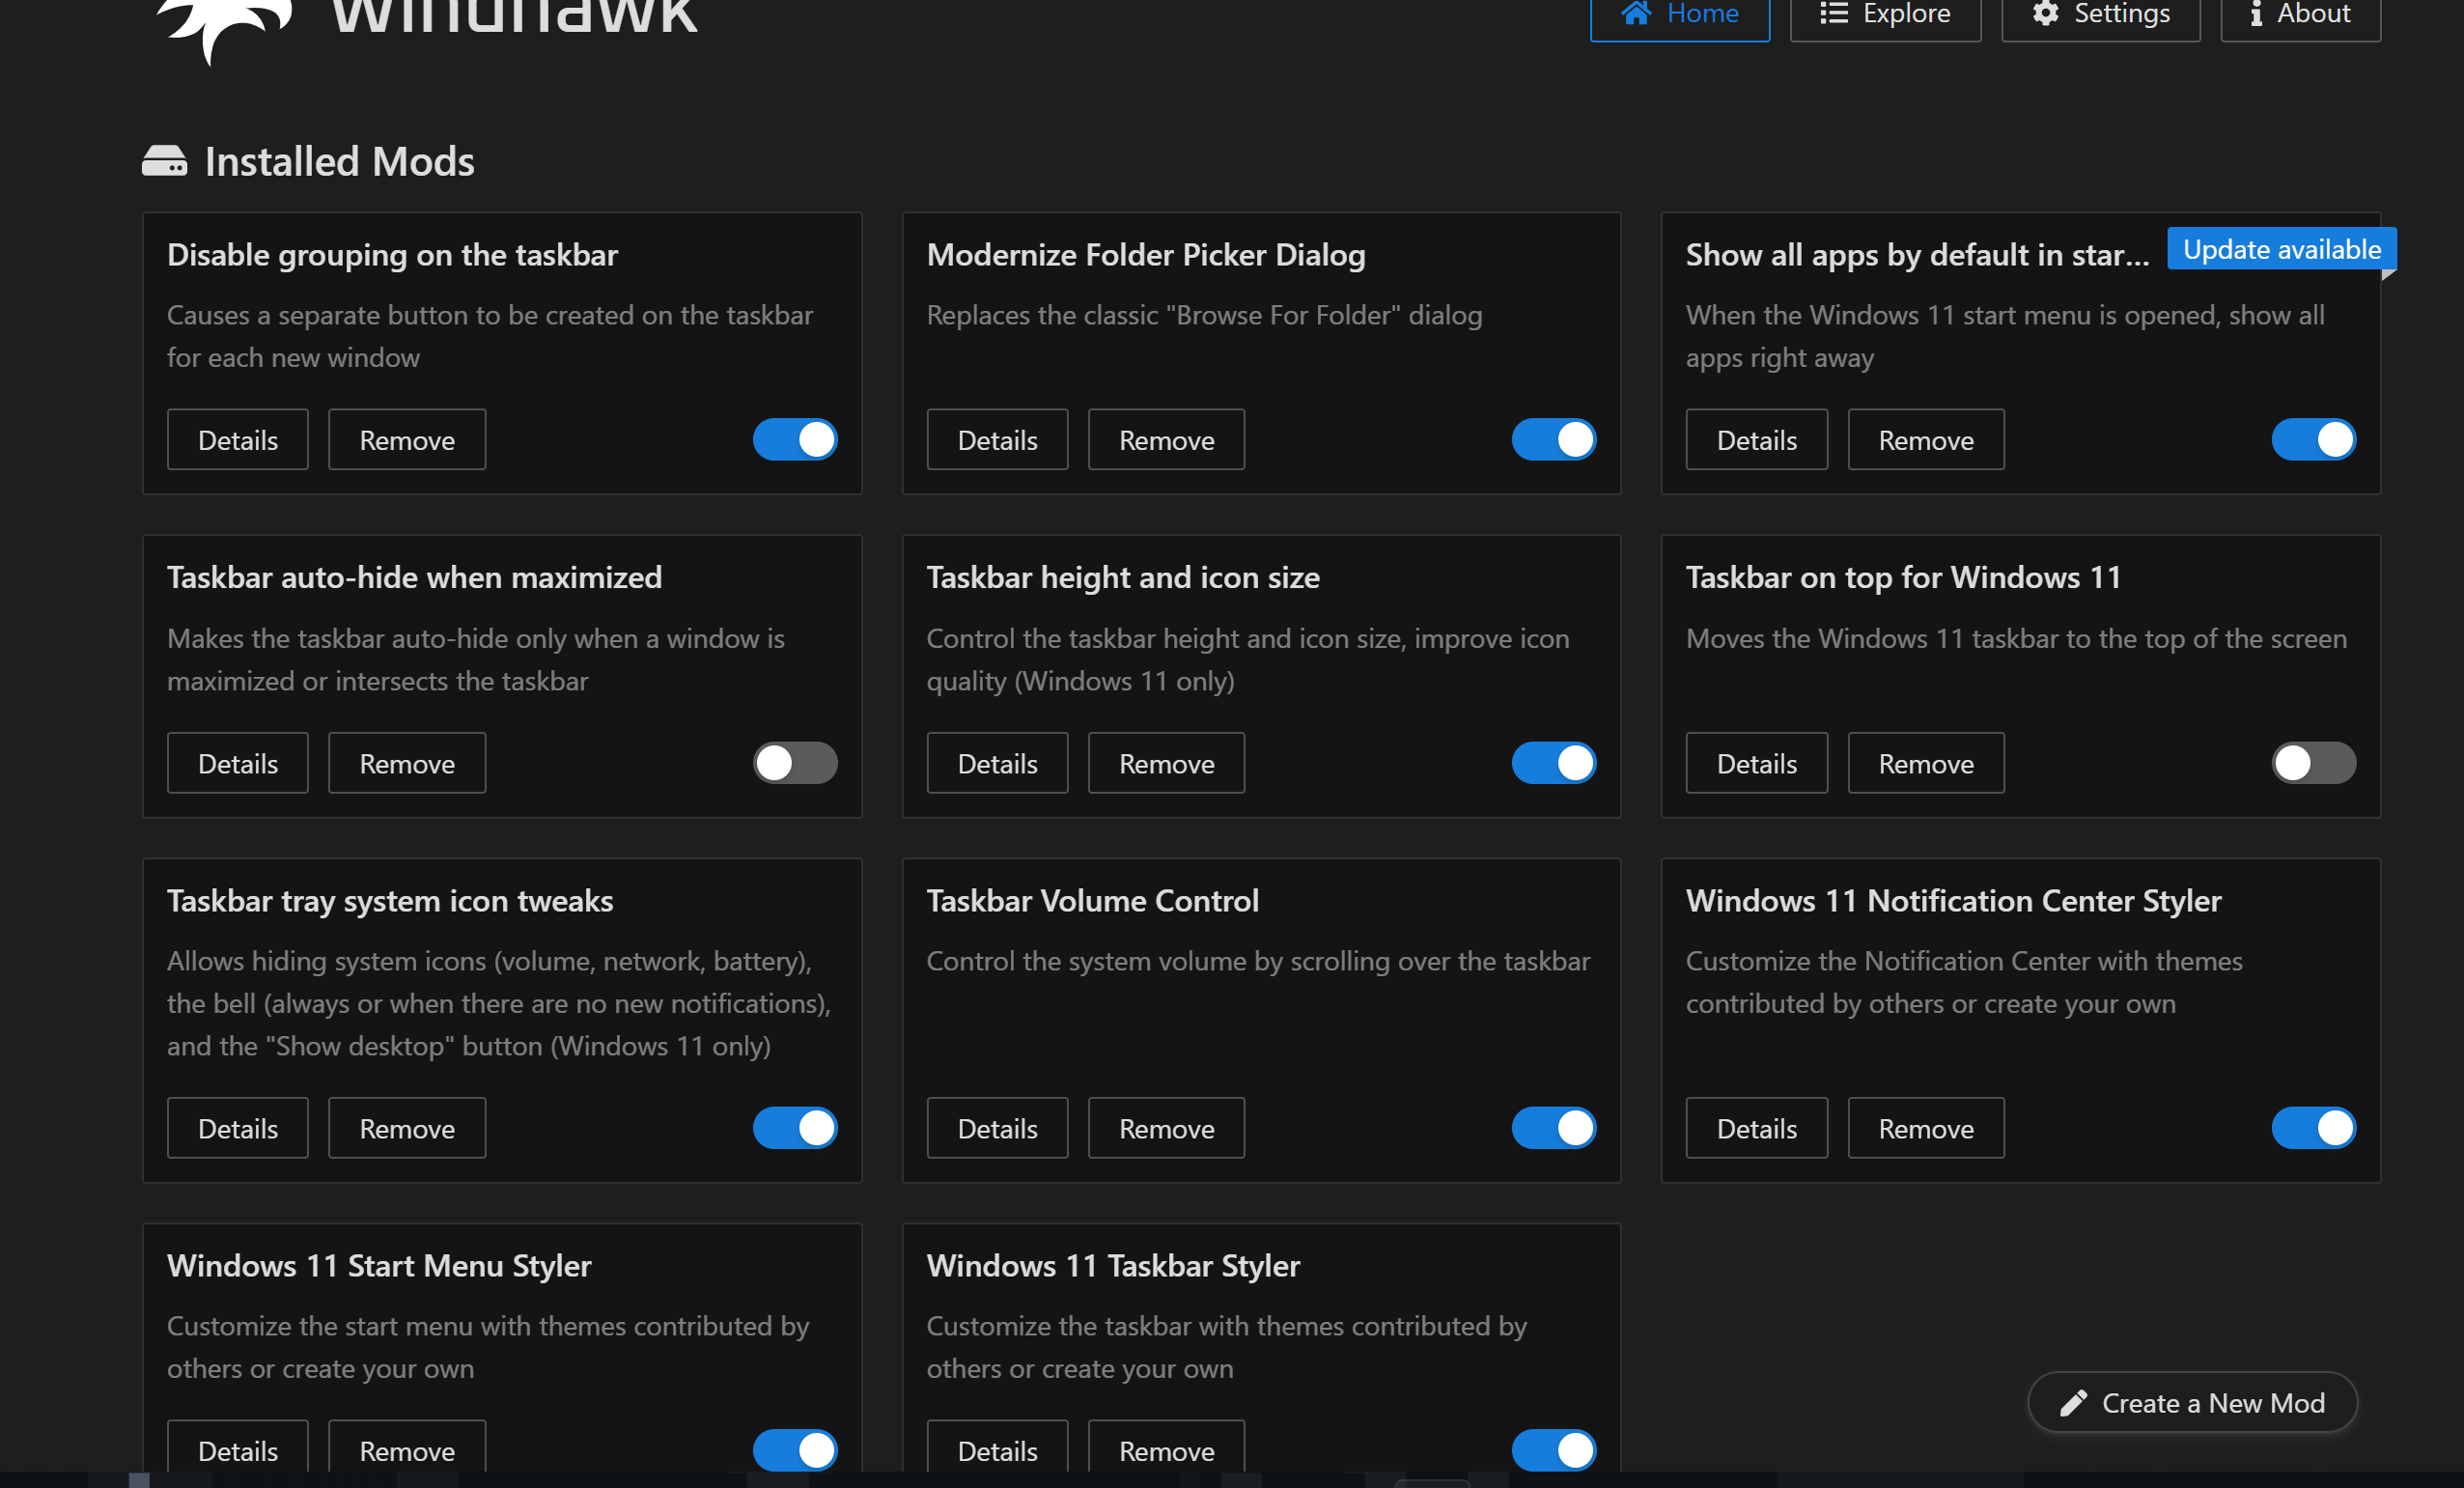 Windhawk
Home
Explore
Settings
About
Installed Mods
Disable grouping on the taskbar
Causes a separate button to be created on the taskbar
for each new window
Details
Remove
Modernize Folder Picker Dialog
Replaces the classic "Browse For Folder" dialog
Details
Remove
Show all apps by default in star...
Update available
When the Windows 11 start menu is opened, show all
apps right away
Details
Remove
Taskbar auto-hide when maximized
Makes the taskbar auto-hide only when a window is
maximized or intersects the taskbar
Details
Remove
Taskbar height and icon size
Control the taskbar height and icon size, improve icon
quality (Windows 11 only)
Details
Remove
Taskbar on top for Windows 11
Moves the Windows 11 taskbar to the top of the screen
Details
Remove
Taskbar tray system icon tweaks
Allows hiding system icons (volume, network, battery),
the bell (always or when there are no new notifications),
and the "Show desktop" button (Windows 11 only)
Details
Remove
Taskbar Volume Control
Control the system volume by scrolling over the taskbar
Details
Remove
Windows 11 Notification Center Styler
Customize the Notification Center with themes
contributed by others or create your own
Details
Remove
Windows 11 Start Menu Styler
Customize the start menu with themes contributed by
others or create your own
Details
Remove
Windows 11 Taskbar Styler
Customize the taskbar with themes contributed by
others or create your own
Details
Remove
Create a New Mod